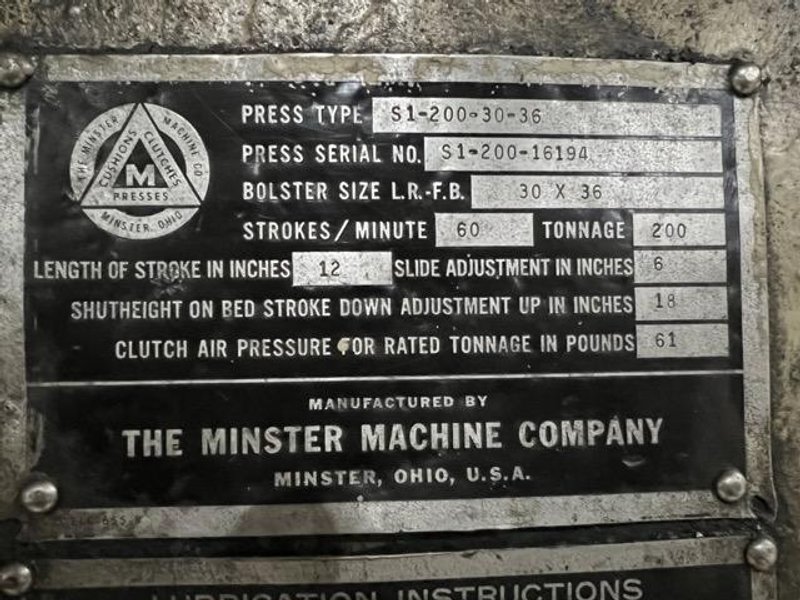 THE MINSTER MACHINE CO
CUSHIONS CLUTCHES
M
PRESSES
MINSTER, OHIO
PRESS TYPE S1-200-30-36
PRESS SERIAL NO. S1-200-16194
BOLSTER SIZE L.R.-F.B. 30 X 36
STROKES/MINUTE 60 TONNAGE 200
LENGTH OF STROKE IN INCHES 12 SLIDE ADJUSTMENT IN INCHES 6
SHUTHEIGHT ON BED STROKE DOWN ADJUSTMENT UP IN INCHES 18
CLUTCH AIR PRESSURE FOR RATED TONNAGE IN POUNDS 61
MANUFACTURED BY
THE MINSTER MACHINE COMPANY
MINSTER, OHIO, U.S.A.
LUBRICATION INSTRUCTIONS